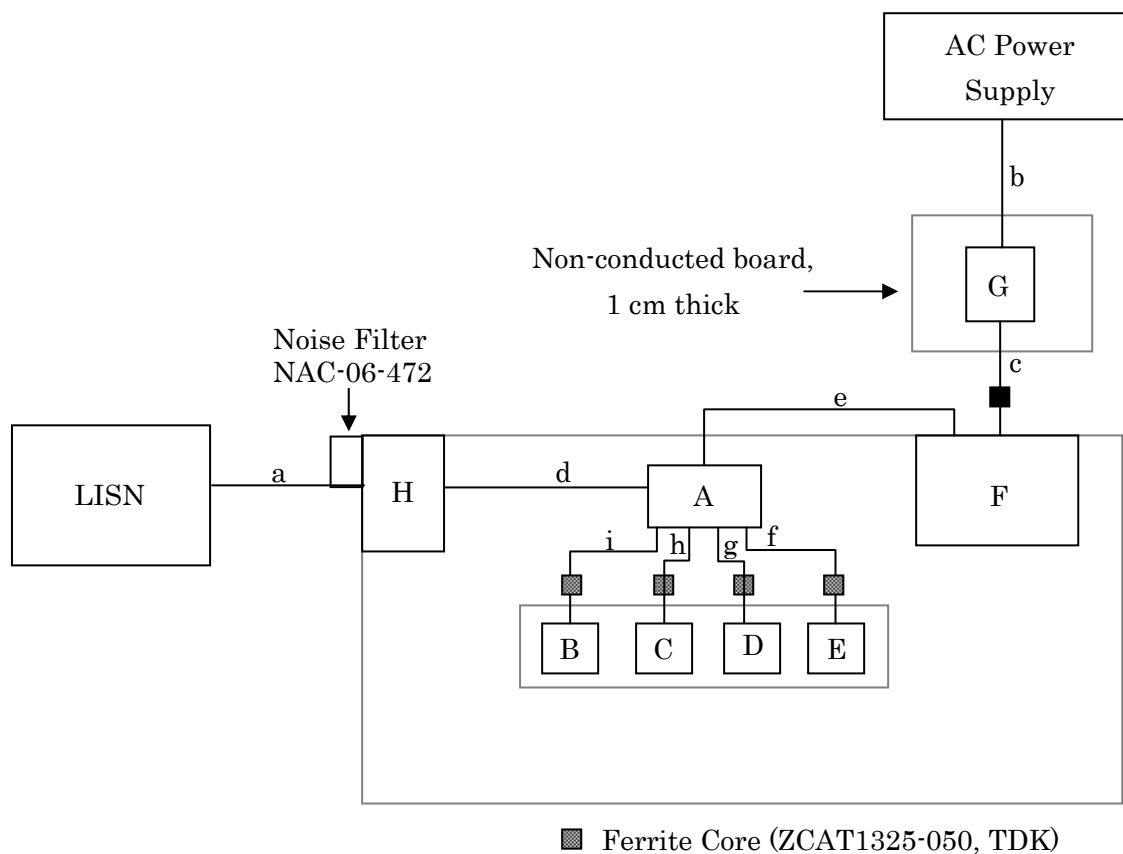 AC Power
Supply
b
Non-conducted board,
1 cm thick
G
c
Noise Filter
NAC-06-472
e
LISN
a
H
d
A
F
i
h
g
f
B
C
D
E
Ferrite Core (ZCAT1325-050, TDK)